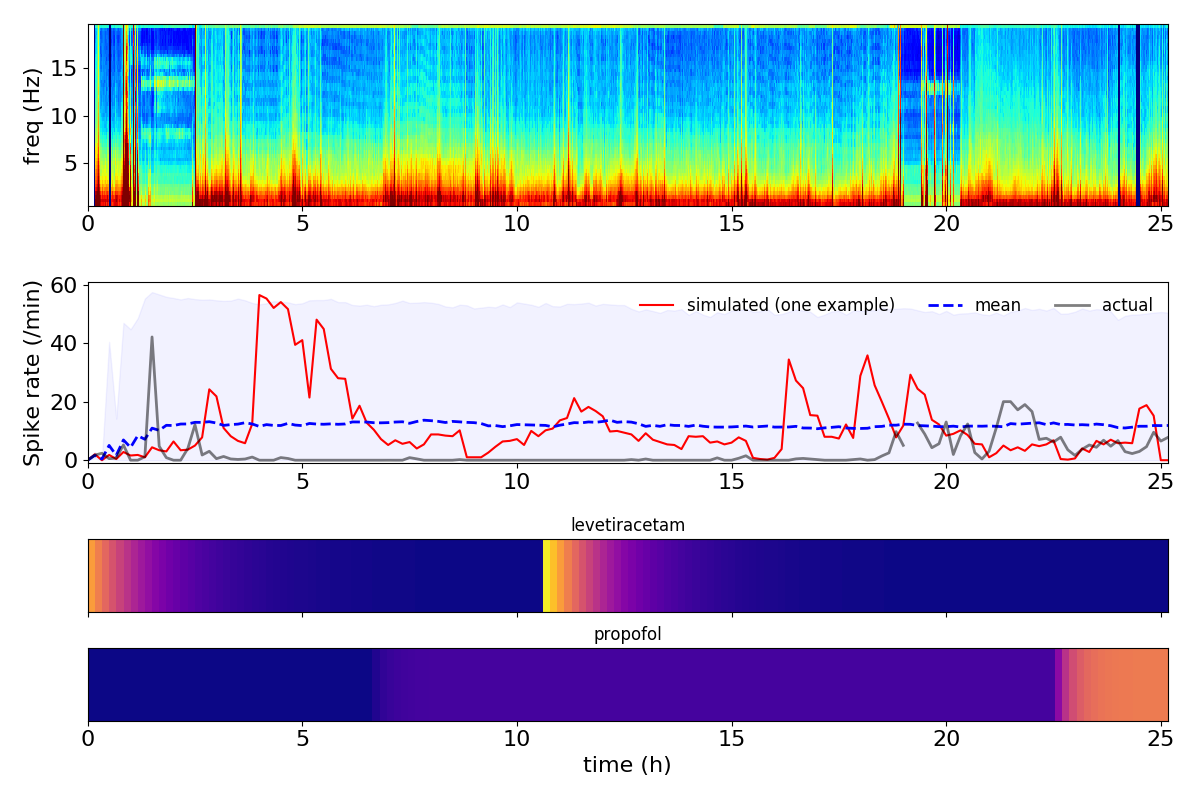 freq (Hz)
15
10
5
0 5 10 15 20 25
Spike rate (/min)
60
40
20
0
simulated (one example) mean actual
0 5 10 15 20 25
levetiracetam
propofol
0 5 10 15 20 25
time (h)